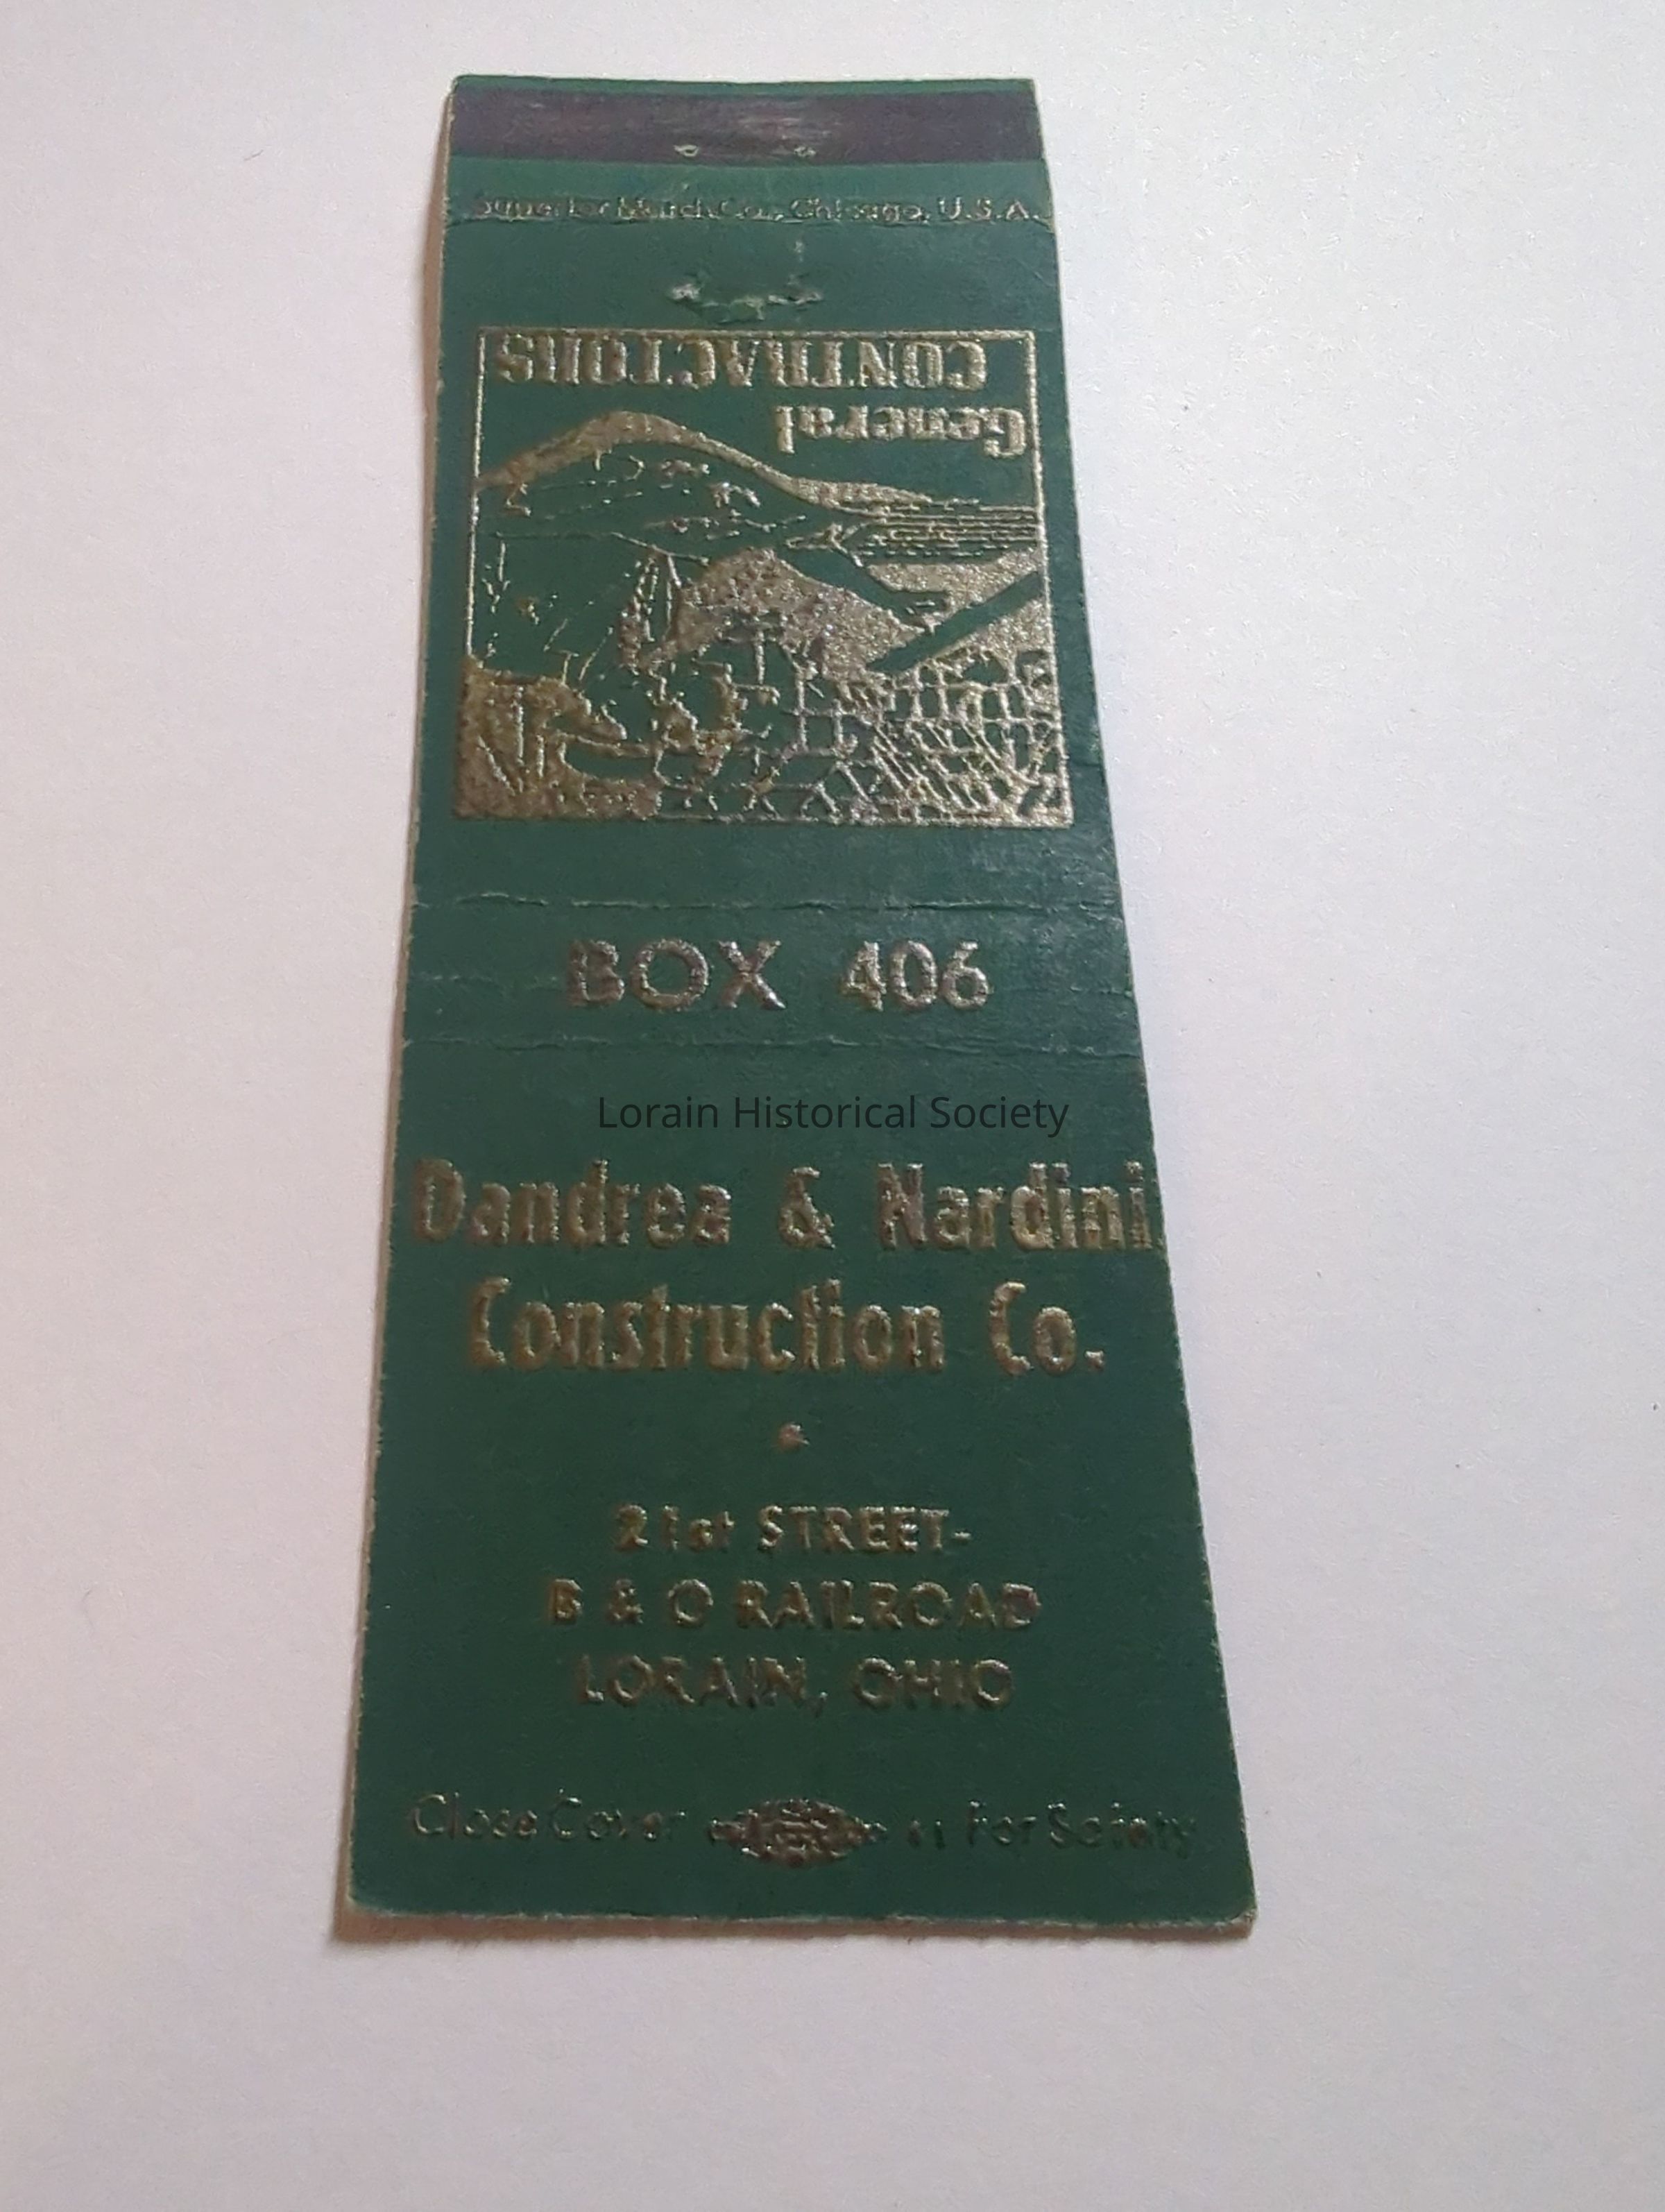 Superior Match Co., Chicago, U.S.A.
General
CONTRACTORS
BOX 406
Lorain Historical Society
Dandrea & Nardini
Construction Co.
21st STREET-
B & O RAILROAD
LORAIN, OHIO
Close Cover For Safety